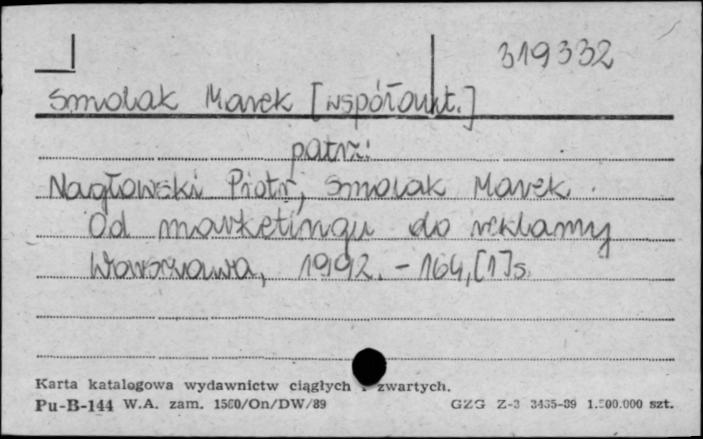 319332
Smolak Marek [współaut.]
patrz:
Nagłowski Piotr, Smolak Marek.
Od marketingu do reklamy
Warszawa, 1992. - 164, [1] s.
Karta katalogowa wydawnictw ciągłych i zwartych.
Pu-B-144 W.A. zam. 1560/On/DW/89 GZG Z-3 3435-89 1.500.000 szt.